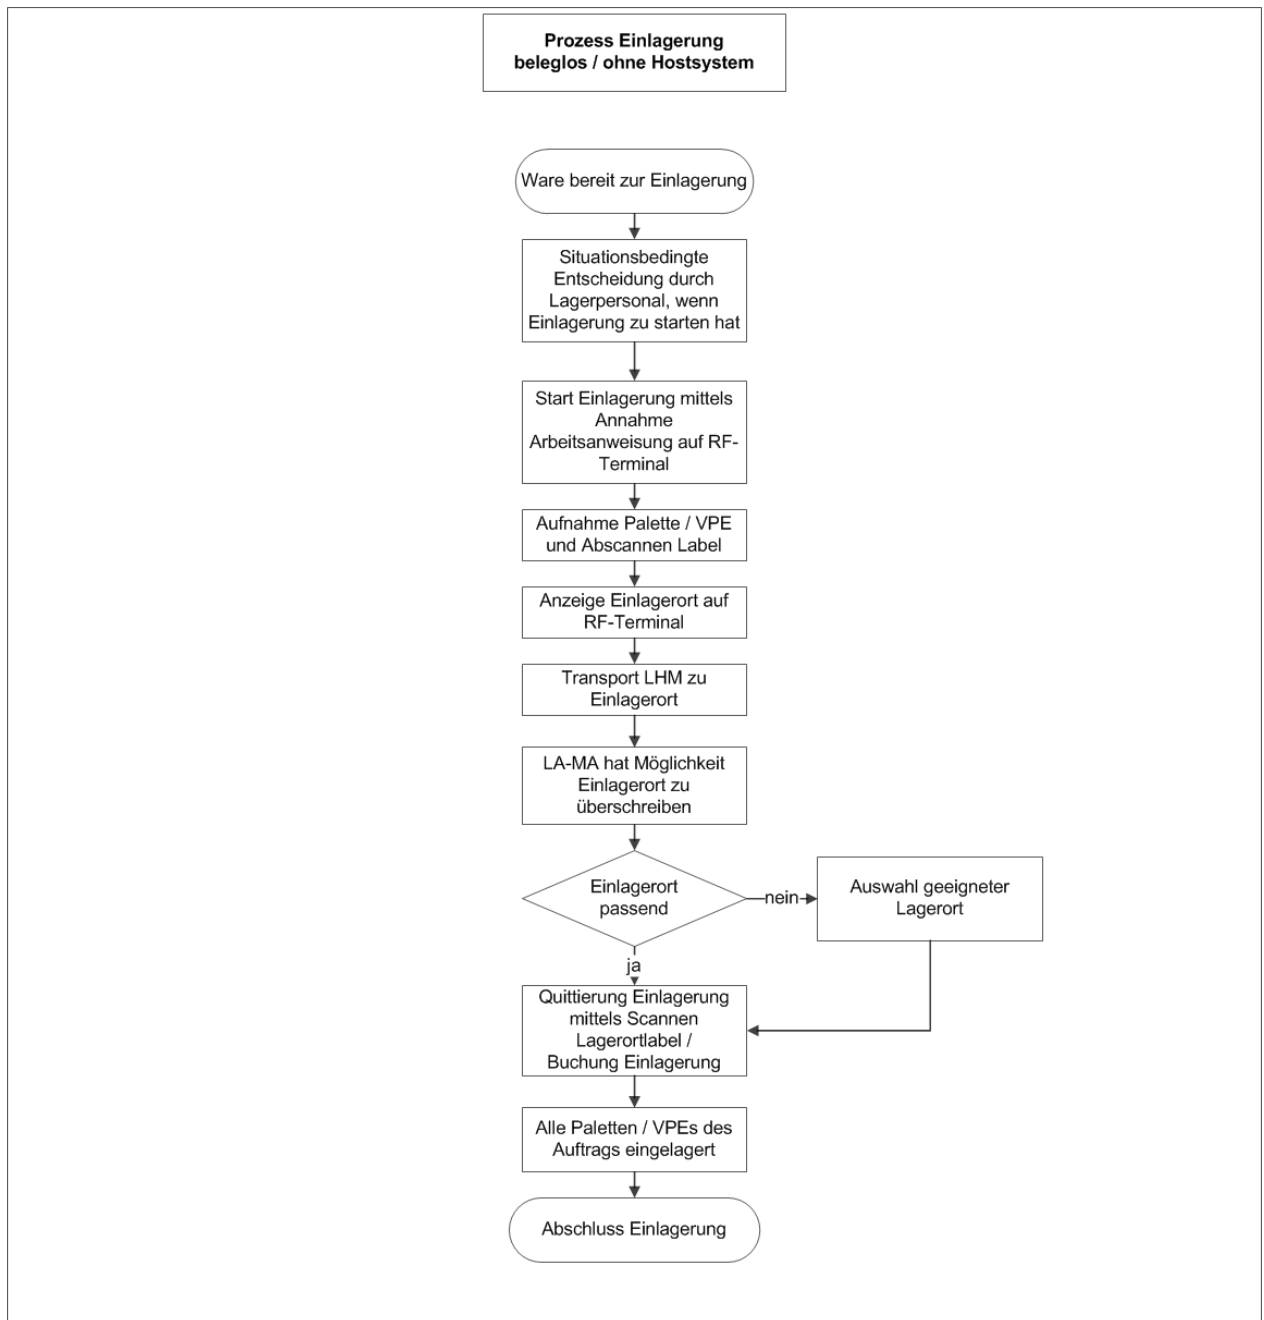 Prozess Einlagerung
beleglos / ohne Hostsystem
Ware bereit zur Einlagerung
Situationsbedingte
Entscheidung durch
Lagerpersonal, wenn
Einlagerung zu starten hat
Start Einlagerung mittels
Annahme
Arbeitsanweisung auf RF-
Terminal
Aufnahme Palette / VPE
und Abscannen Label
Anzeige Einlagerort auf
RF-Terminal
Transport LHM zu
Einlagerort
LA-MA hat Möglichkeit
Einlagerort zu
überschreiben
Einlagerort
passend
nein
Auswahl geeigneter
Lagerort
ja
Quittierung Einlagerung
mittels Scannen
Lagerortlabel /
Buchung Einlagerung
Alle Paletten / VPEs des
Auftrags eingelagert
Abschluss Einlagerung